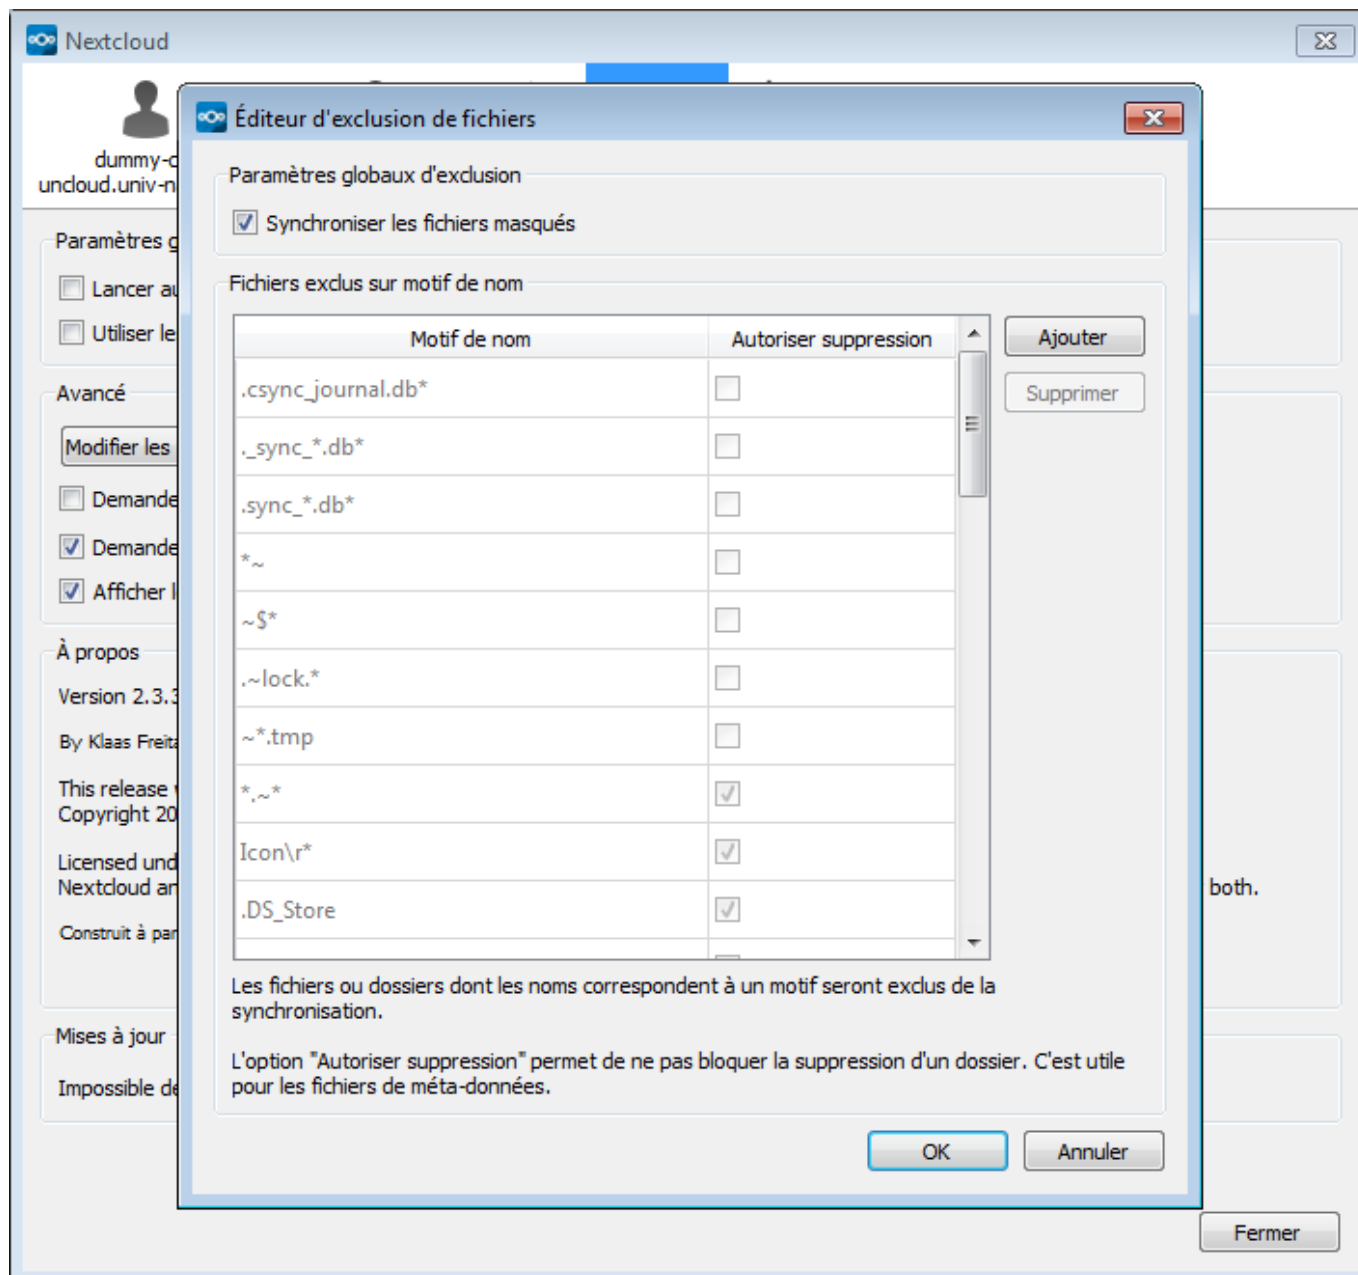 Nextcloud
dummy-c
uncloud.univ-n
Éditeur d'exclusion de fichiers
Paramètres globaux d'exclusion
Synchroniser les fichiers masqués
Fichiers exclus sur motif de nom
Motif de nom Autoriser suppression
.csync_journal.db*
._sync_*.db*
.sync_*.db*
*~
~$*
.~lock.*
~*.tmp
*.~*
Icon\r*
.DS_Store
Ajouter
Supprimer
Les fichiers ou dossiers dont les noms correspondent à un motif seront exclus de la
synchronisation.
L'option "Autoriser suppression" permet de ne pas bloquer la suppression d'un dossier. C'est utile
pour les fichiers de méta-données.
OK Annuler
Paramètres g
Lancer au
Utiliser le
Avancé
Modifier les
Demande
Demande
Afficher l
À propos
Version 2.3.3
By Klaas Freita
This release
Copyright 20
Licensed und
Nextcloud an both.
Construit à par
Mises à jour
Impossible de
Fermer